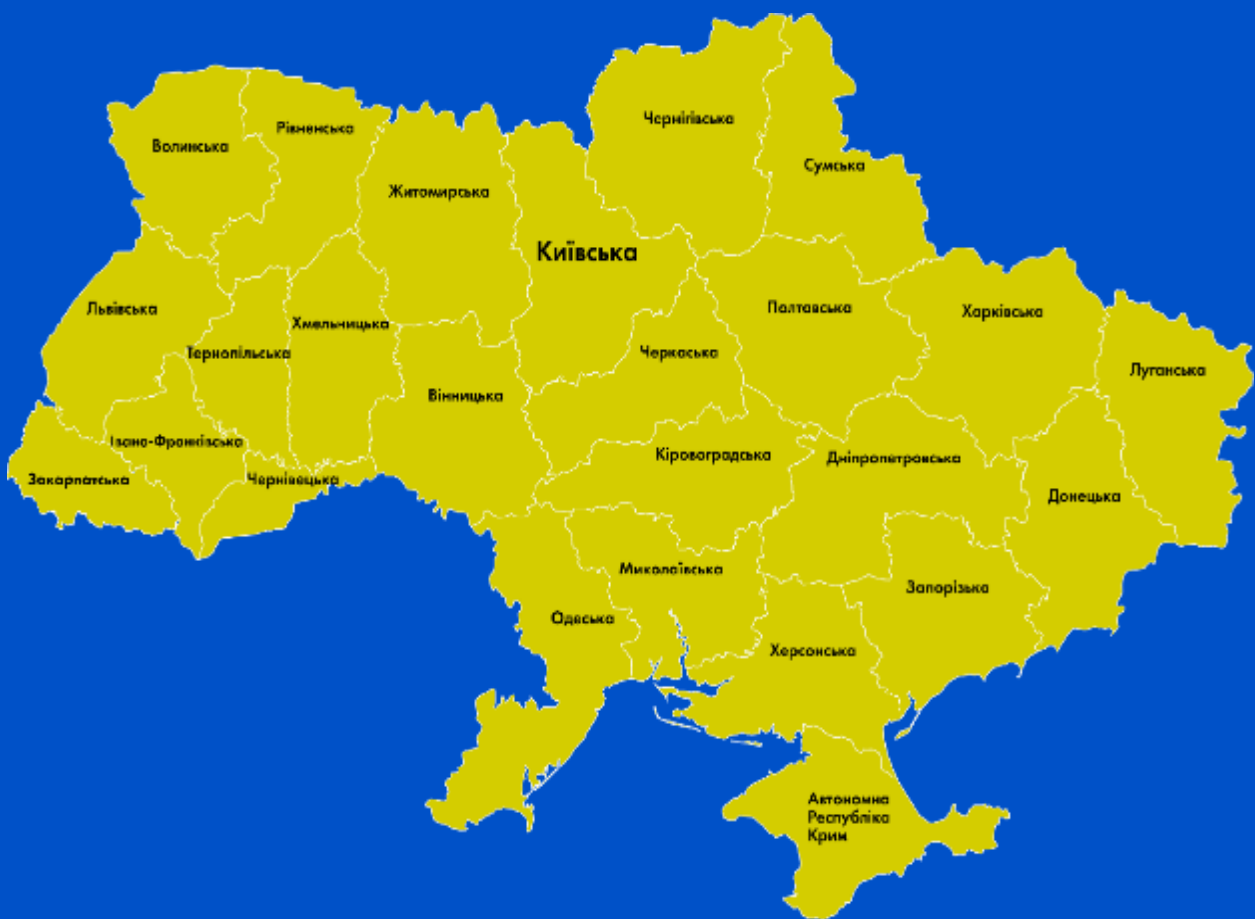 Чернігівська
Рівненська
Волинська
Сумська
Житомирська
Київська
Львівська
Полтавська
Харківська
Хмельницька
Тернопільська
Черкаська
Луганська
Вінницька
Івано-Франківська
Кіровоградська
Дніпропетровська
Закарпатська
Чернівецька
Донецька
Миколаївська
Запорізька
Одеська
Херсонська
Автономна
Республіка
Крим